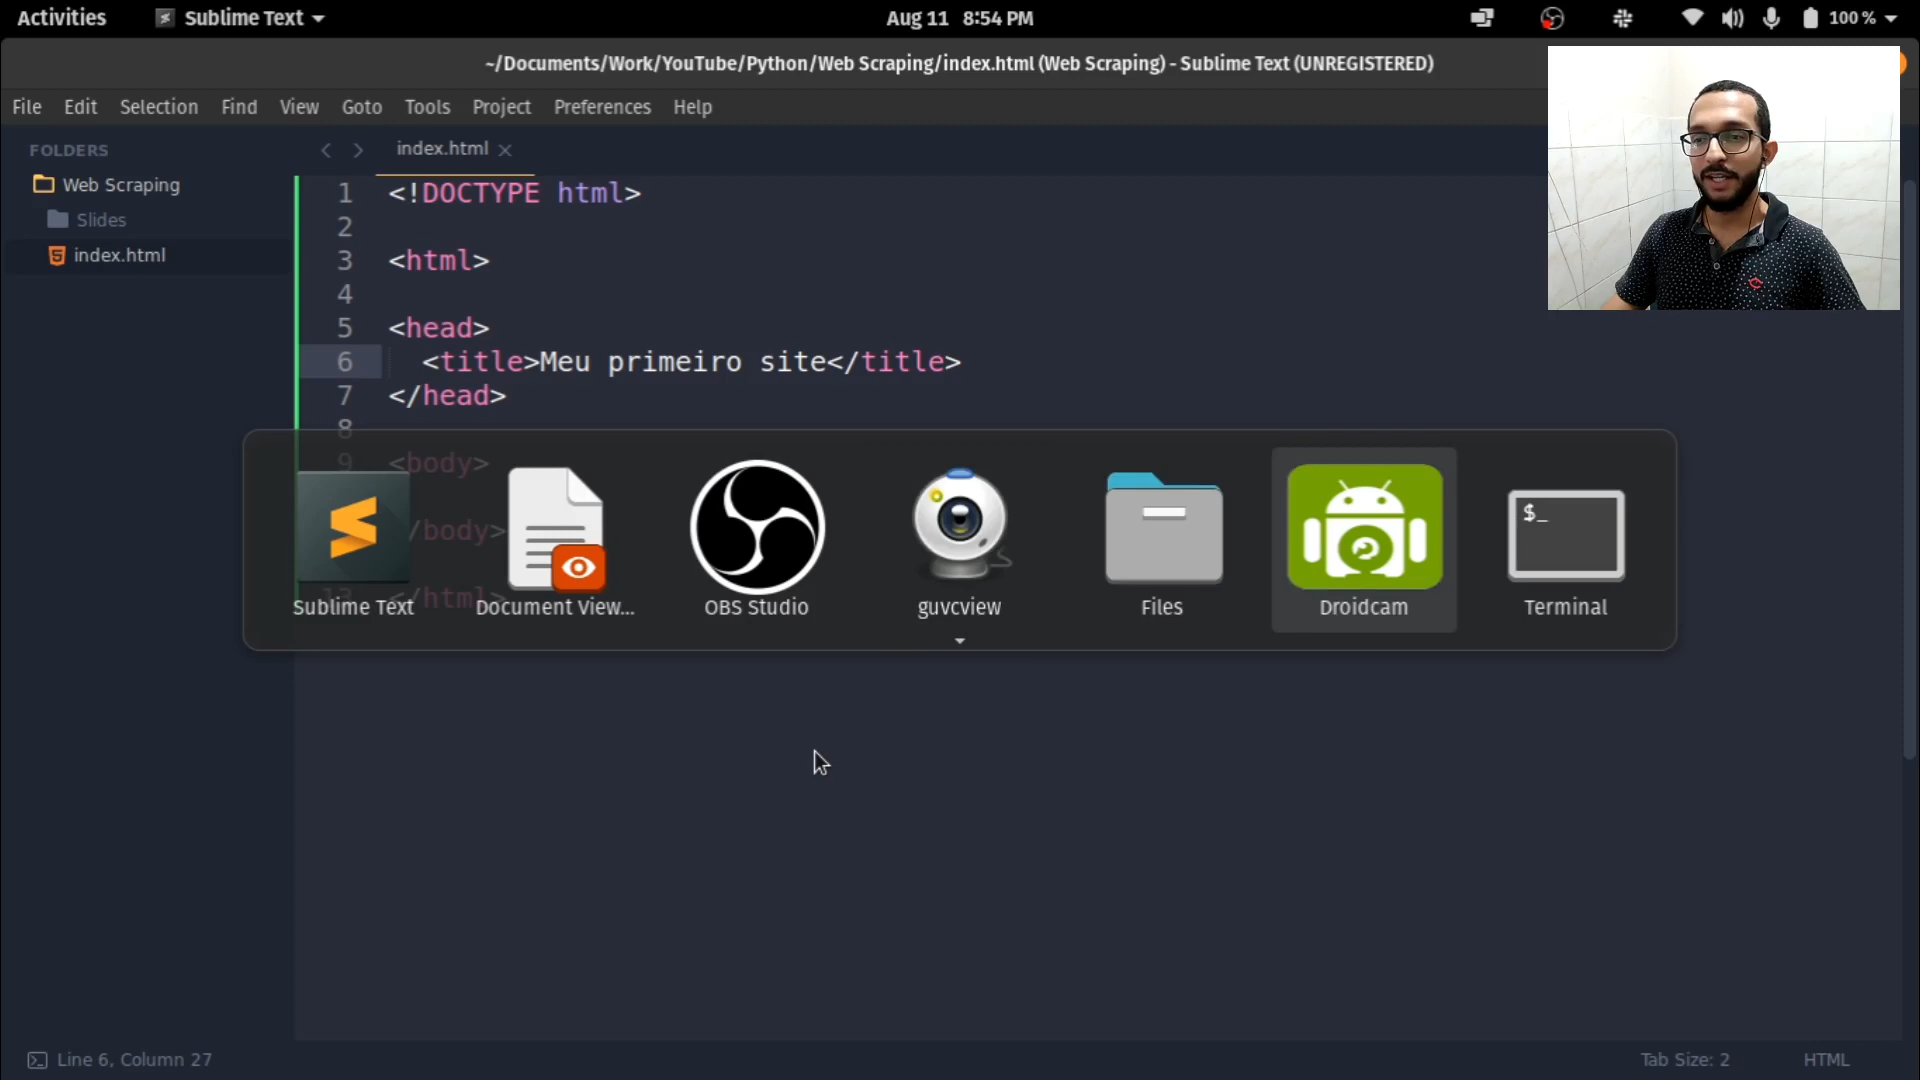 Activities
Sublime Text
Aug 11 8:54 PM
100 %
~/Documents/Work/YouTube/Python/Web Scraping/index.html (Web Scraping) - Sublime Text (UNREGISTERED)
File Edit Selection Find View Goto Tools Project Preferences Help
FOLDERS
Web Scraping
Slides
index.html
index.html
1 <!DOCTYPE html>
2
3 <html>
4
5 <head>
6 <title>Meu primeiro site</title>
7 </head>
8
9 <body>
/body>
13 </html
$_
Sublime Text
Document View...
OBS Studio
guvcview
Files
Droidcam
Terminal
Line 6, Column 27
Tab Size: 2
HTML